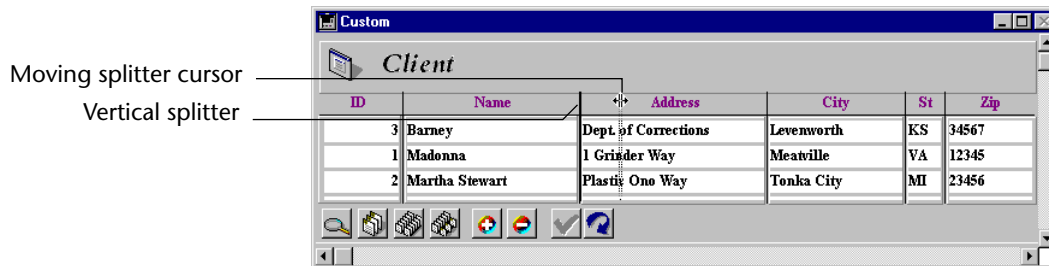 Custom
Client
Moving splitter cursor
Vertical splitter
ID Name Address City St Zip
3 Barney Dept. of Corrections Levenworth KS 34567
1 Madonna 1 Grinder Way Meatville VA 12345
2 Martha Stewart Plastic Ono Way Tonka City MI 23456